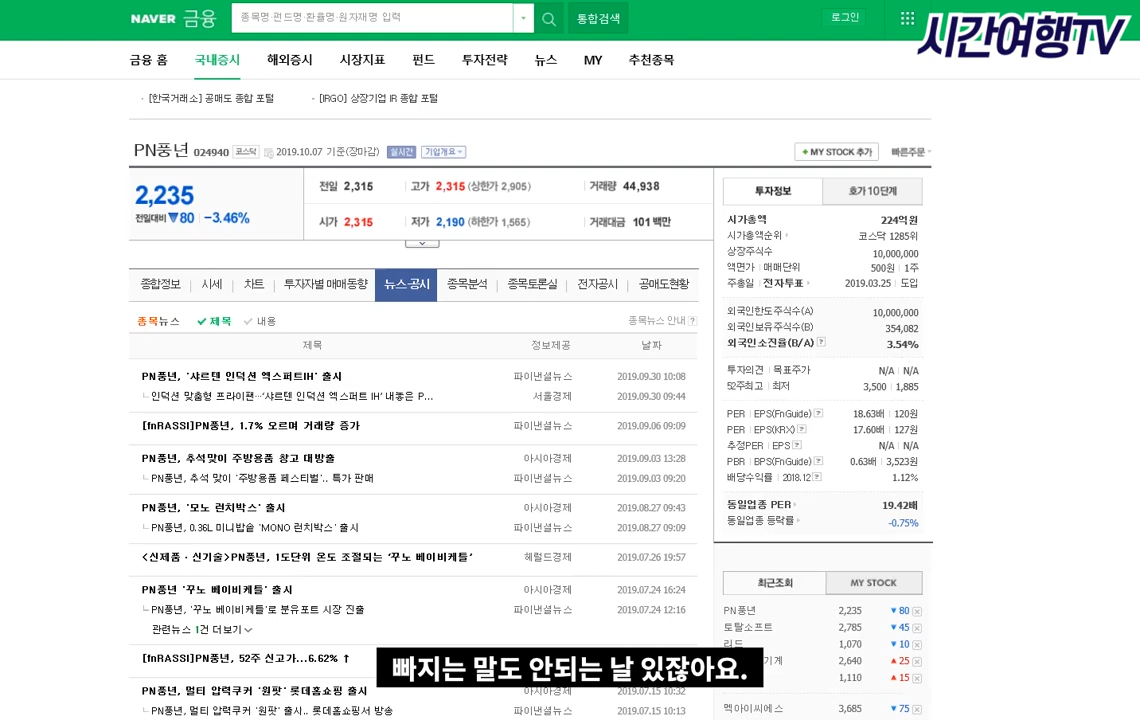 NAVER 금융
종목명·펀드명·환율명·원자재명 입력
통합검색
로그인
시간여행TV
금융 홈 국내증시 해외증시 시장지표 펀드 투자전략 뉴스 MY 추천종목
· [한국거래소] 공매도 종합 포털 · [IRGO] 상장기업 IR 종합 포털
PN풍년 024940 코스닥 2019.10.07 기준(장마감) 실시간 기업개요
+ MY STOCK 추가 빠른주문
2,235
전일대비 ▼80 -3.46%
전일 2,315 고가 2,315 (상한가 2,905) 거래량 44,938
시가 2,315 저가 2,190 (하한가 1,565) 거래대금 101 백만
종합정보 시세 차트 투자자별 매매동향 뉴스·공시 종목분석 종목토론실 전자공시 공매도현황
종목뉴스 제목 내용 종목뉴스 안내 ?
제목 정보제공 날짜
PN풍년, '샤르텐 인덕션 엑스퍼트IH' 출시 파이낸셜뉴스 2019.09.30 10:08
인덕션 맞춤형 프라이팬…'샤르텐 인덕션 엑스퍼트 IH' 내놓은 P... 서울경제 2019.09.30 09:44
[fnRASSI]PN풍년, 1.7% 오르며 거래량 증가 파이낸셜뉴스 2019.09.06 09:09
PN풍년, 추석맞이 주방용품 창고 대방출 아시아경제 2019.09.03 13:28
PN풍년, 추석 맞이 '주방용품 페스티벌'.. 특가 판매 파이낸셜뉴스 2019.09.03 09:20
PN풍년, '모노 런치박스' 출시 아시아경제 2019.08.27 09:43
PN풍년, 0.36L 미니밥솥 'MONO 런치박스' 출시 파이낸셜뉴스 2019.08.27 09:09
<신제품·신기술>PN풍년, 1도단위 온도 조절되는 '꾸노 베이비케틀' 헤럴드경제 2019.07.26 19:57
PN풍년 '꾸노 베이비케틀' 출시 아시아경제 2019.07.24 16:24
PN풍년, '꾸노 베이비케틀'로 분유포트 시장 진출 파이낸셜뉴스 2019.07.24 12:16
관련뉴스 1건 더보기
[fnRASSI]PN풍년, 52주 신고가...6.62% ↑
PN풍년, 멀티 압력쿠커 '원팟' 롯데홈쇼핑 출시 아시아경제 2019.07.15 10:32
PN풍년, 멀티 압력쿠커 '원팟' 출시.. 롯데홈쇼핑서 방송 파이낸셜뉴스 2019.07.15 10:13
투자정보 호가 10단계
시가총액 224억원
시가총액순위 코스닥 1285위
상장주식수 10,000,000
액면가 매매단위 500원 1주
주총일 전자투표 2019.03.25 도입
외국인한도주식수(A) 10,000,000
외국인보유주식수(B) 354,082
외국인소진율(B/A) ? 3.54%
투자의견 목표주가 N/A N/A
52주최고 최저 3,500 1,885
PER EPS(FnGuide) ? 18.63배 120원
PER EPS(KRX) ? 17.60배 127원
추정PER EPS ? N/A N/A
PBR BPS(FnGuide) ? 0.63배 3,523원
배당수익률 2018.12 ? 1.12%
동일업종 PER 19.42배
동일업종 등락률 -0.75%
최근조회 MY STOCK
PN풍년 2,235 ▼80
토탈소프트 2,785 ▼45
리드 1,070 ▼10
기계 2,640 ▲25
1,110 ▲15
멕아이씨에스 3,685 ▼75
빠지는 말도 안되는 날 있잖아요.